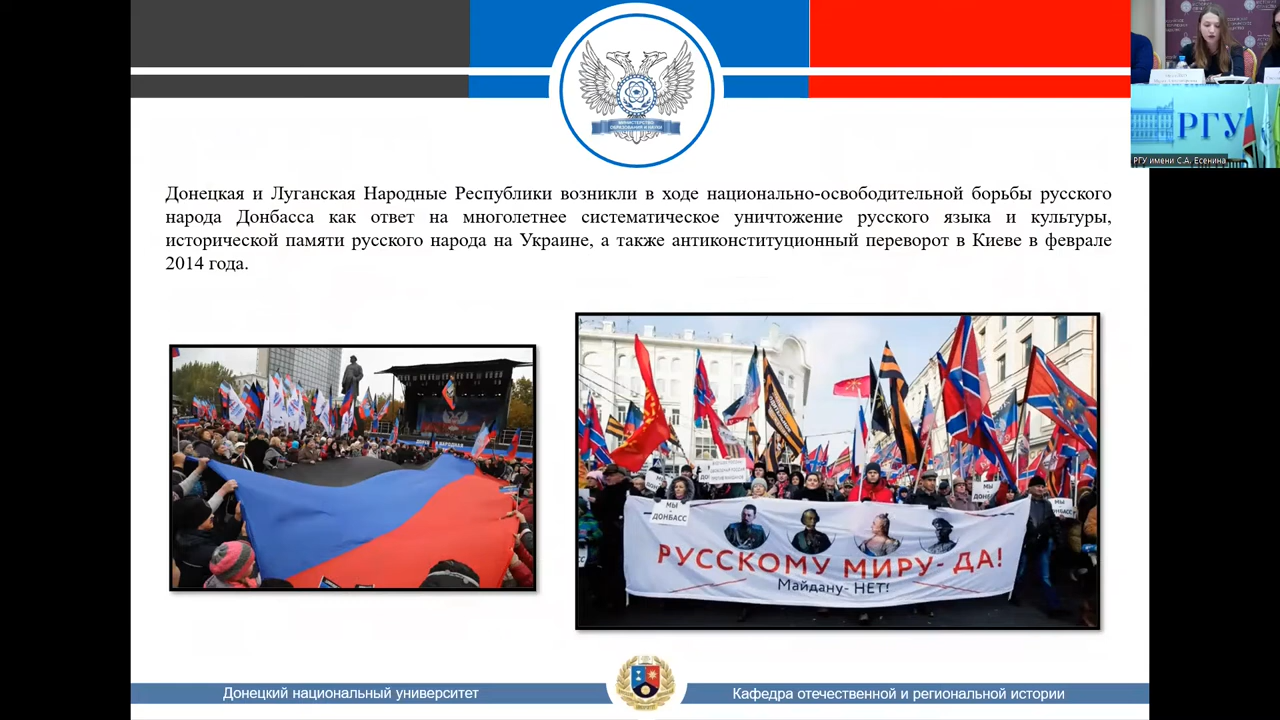 МИНИСТЕРСТВО
ОБРАЗОВАНИЯ И НАУКИ
РГУ
РГУ имени С.А. Есенина
Донецкая и Луганская Народные Республики возникли в ходе национально-освободительной борьбы русского
народа Донбасса как ответ на многолетнее систематическое уничтожение русского языка и культуры,
исторической памяти русского народа на Украине, а также антиконституционный переворот в Киеве в феврале
2014 года.
МЫ
ДОНБАСС
РУССКОМУ МИРУ - ДА!
Майдану - НЕТ!
Донецкий национальный университет
Кафедра отечественной и региональной истории